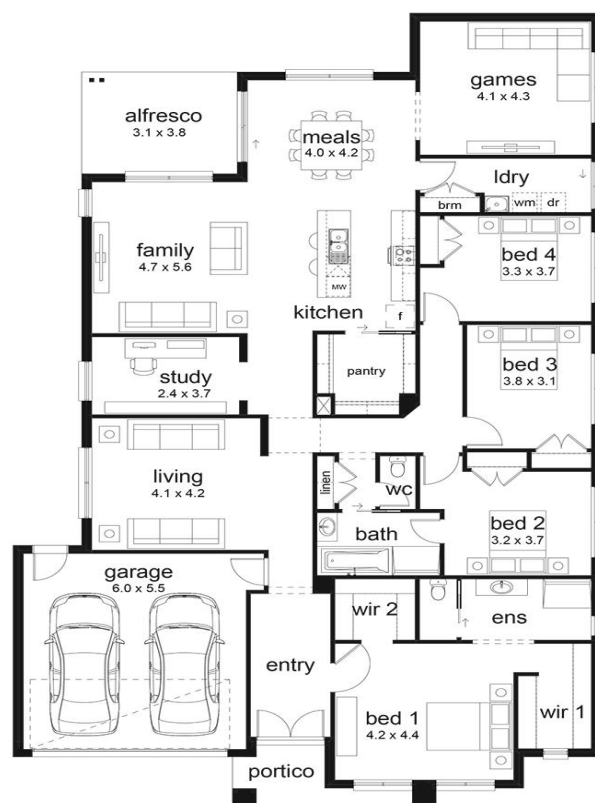 games
4.1 x 4.3
alfresco
3.1 x 3.8
meals
4.0 x 4.2
ldry
brm
wm
dr
family
4.7 x 5.6
bed 4
3.3 x 3.7
MW
kitchen
f
study
2.4 x 3.7
pantry
bed 3
3.8 x 3.1
living
4.1 x 4.2
linen
wc
bath
bed 2
3.2 x 3.7
garage
6.0 x 5.5
wir 2
ens
entry
bed 1
4.2 x 4.4
wir 1
portico